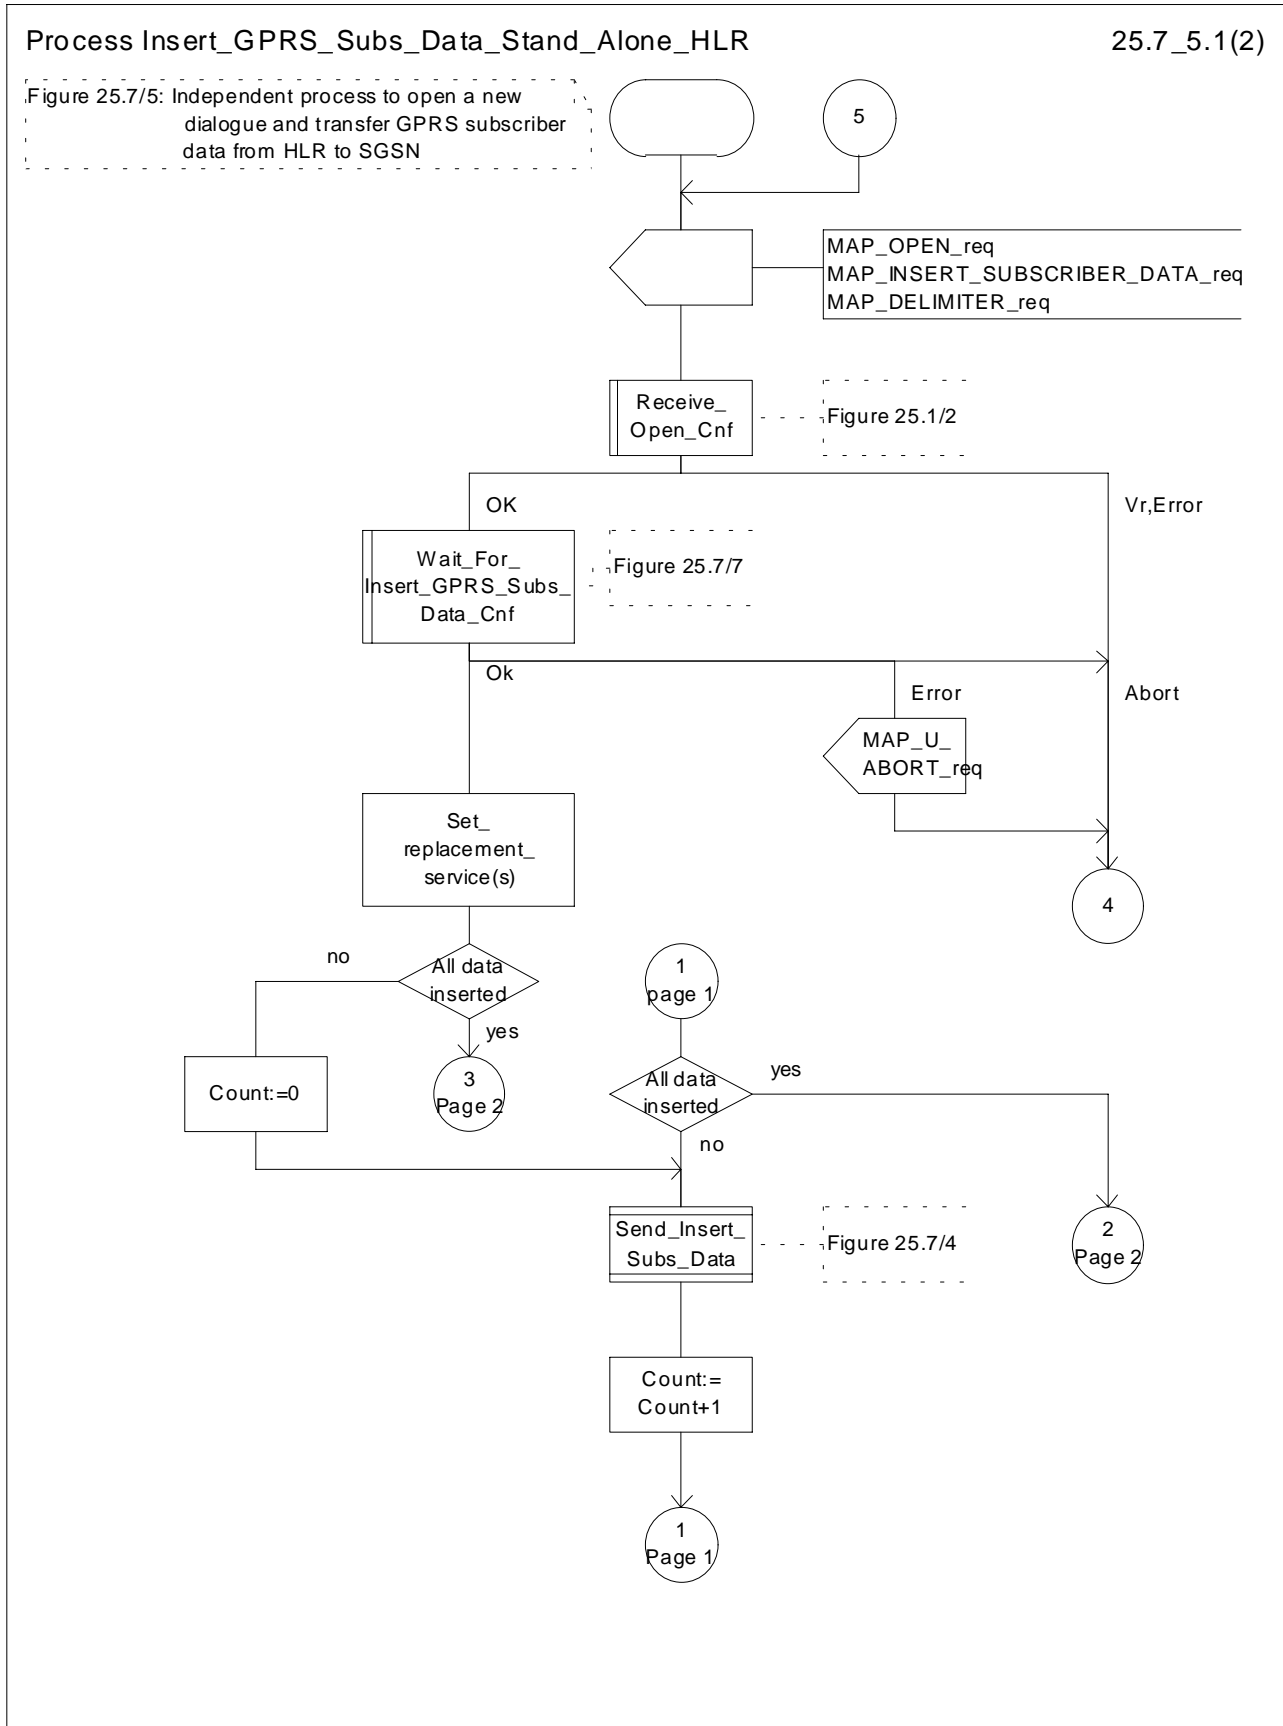 Process Insert_GPRS_Subs_Data_Stand_Alone_HLR
25.7_5.1(2)
Figure 25.7/5: Independent process to open a new
dialogue and transfer GPRS subscriber
data from HLR to SGSN
5
MAP_OPEN_req
MAP_INSERT_SUBSCRIBER_DATA_req
MAP_DELIMITER_req
Receive_
Open_Cnf
Figure 25.1/2
OK
Vr,Error
Wait_For_
Insert_GPRS_Subs_
Data_Cnf
Figure 25.7/7
Ok
Error
Abort
MAP_U_
ABORT_req
Set_
replacement_
service(s)
4
no
All data
inserted
yes
1
page 1
Count:=0
3
Page 2
All data
inserted
yes
no
Send_Insert_
Subs_Data
Figure 25.7/4
2
Page 2
Count:=
Count+1
1
Page 1